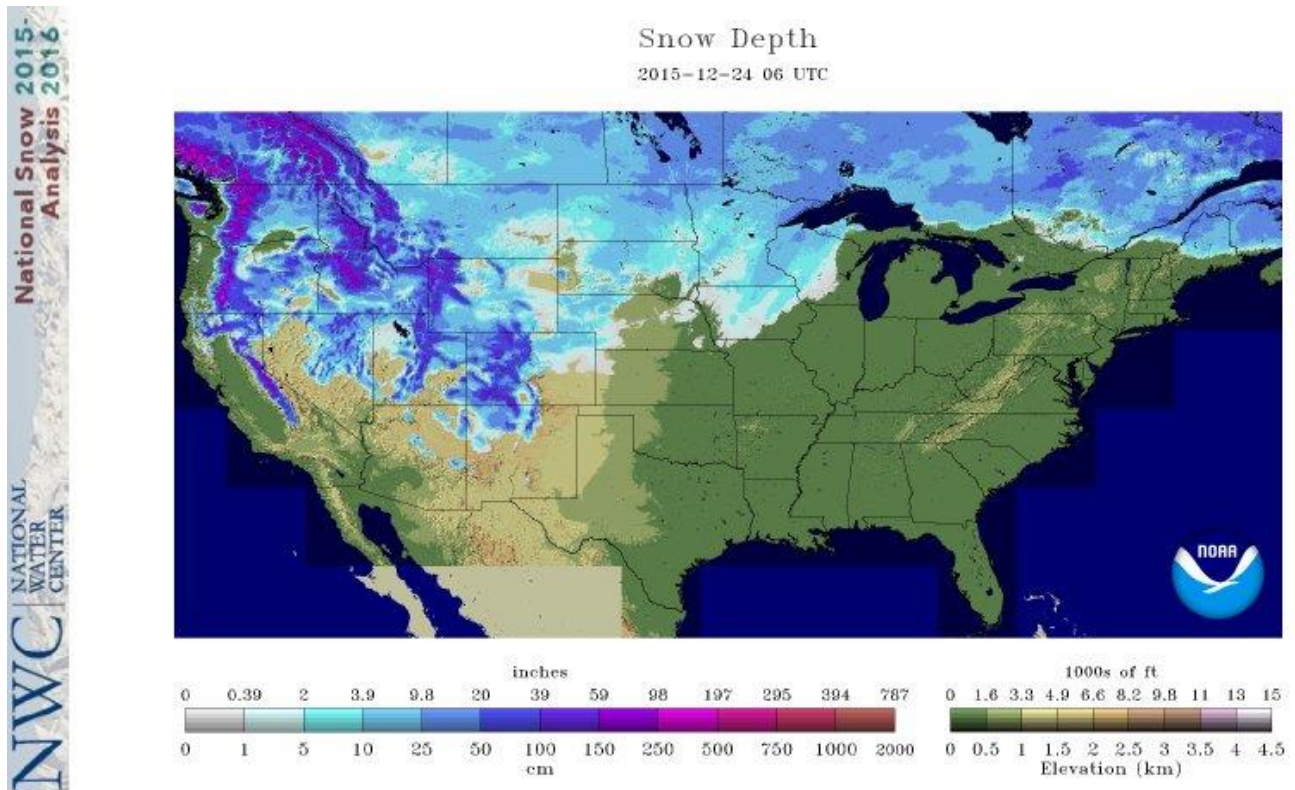 National Snow 2015-
Analysis 2016
NWC
NATIONAL
WATER
CENTER
Snow Depth
2015-12-24 06 UTC
NOAA
inches
0 0.39 2 3.9 9.8 20 39 59 98 197 295 394 787
0 1 5 10 25 50 100 150 250 500 750 1000 2000
cm
1000s of ft
0 1.6 3.3 4.9 6.6 8.2 9.8 11 13 15
0 0.5 1 1.5 2 2.5 3 3.5 4 4.5
Elevation (km)